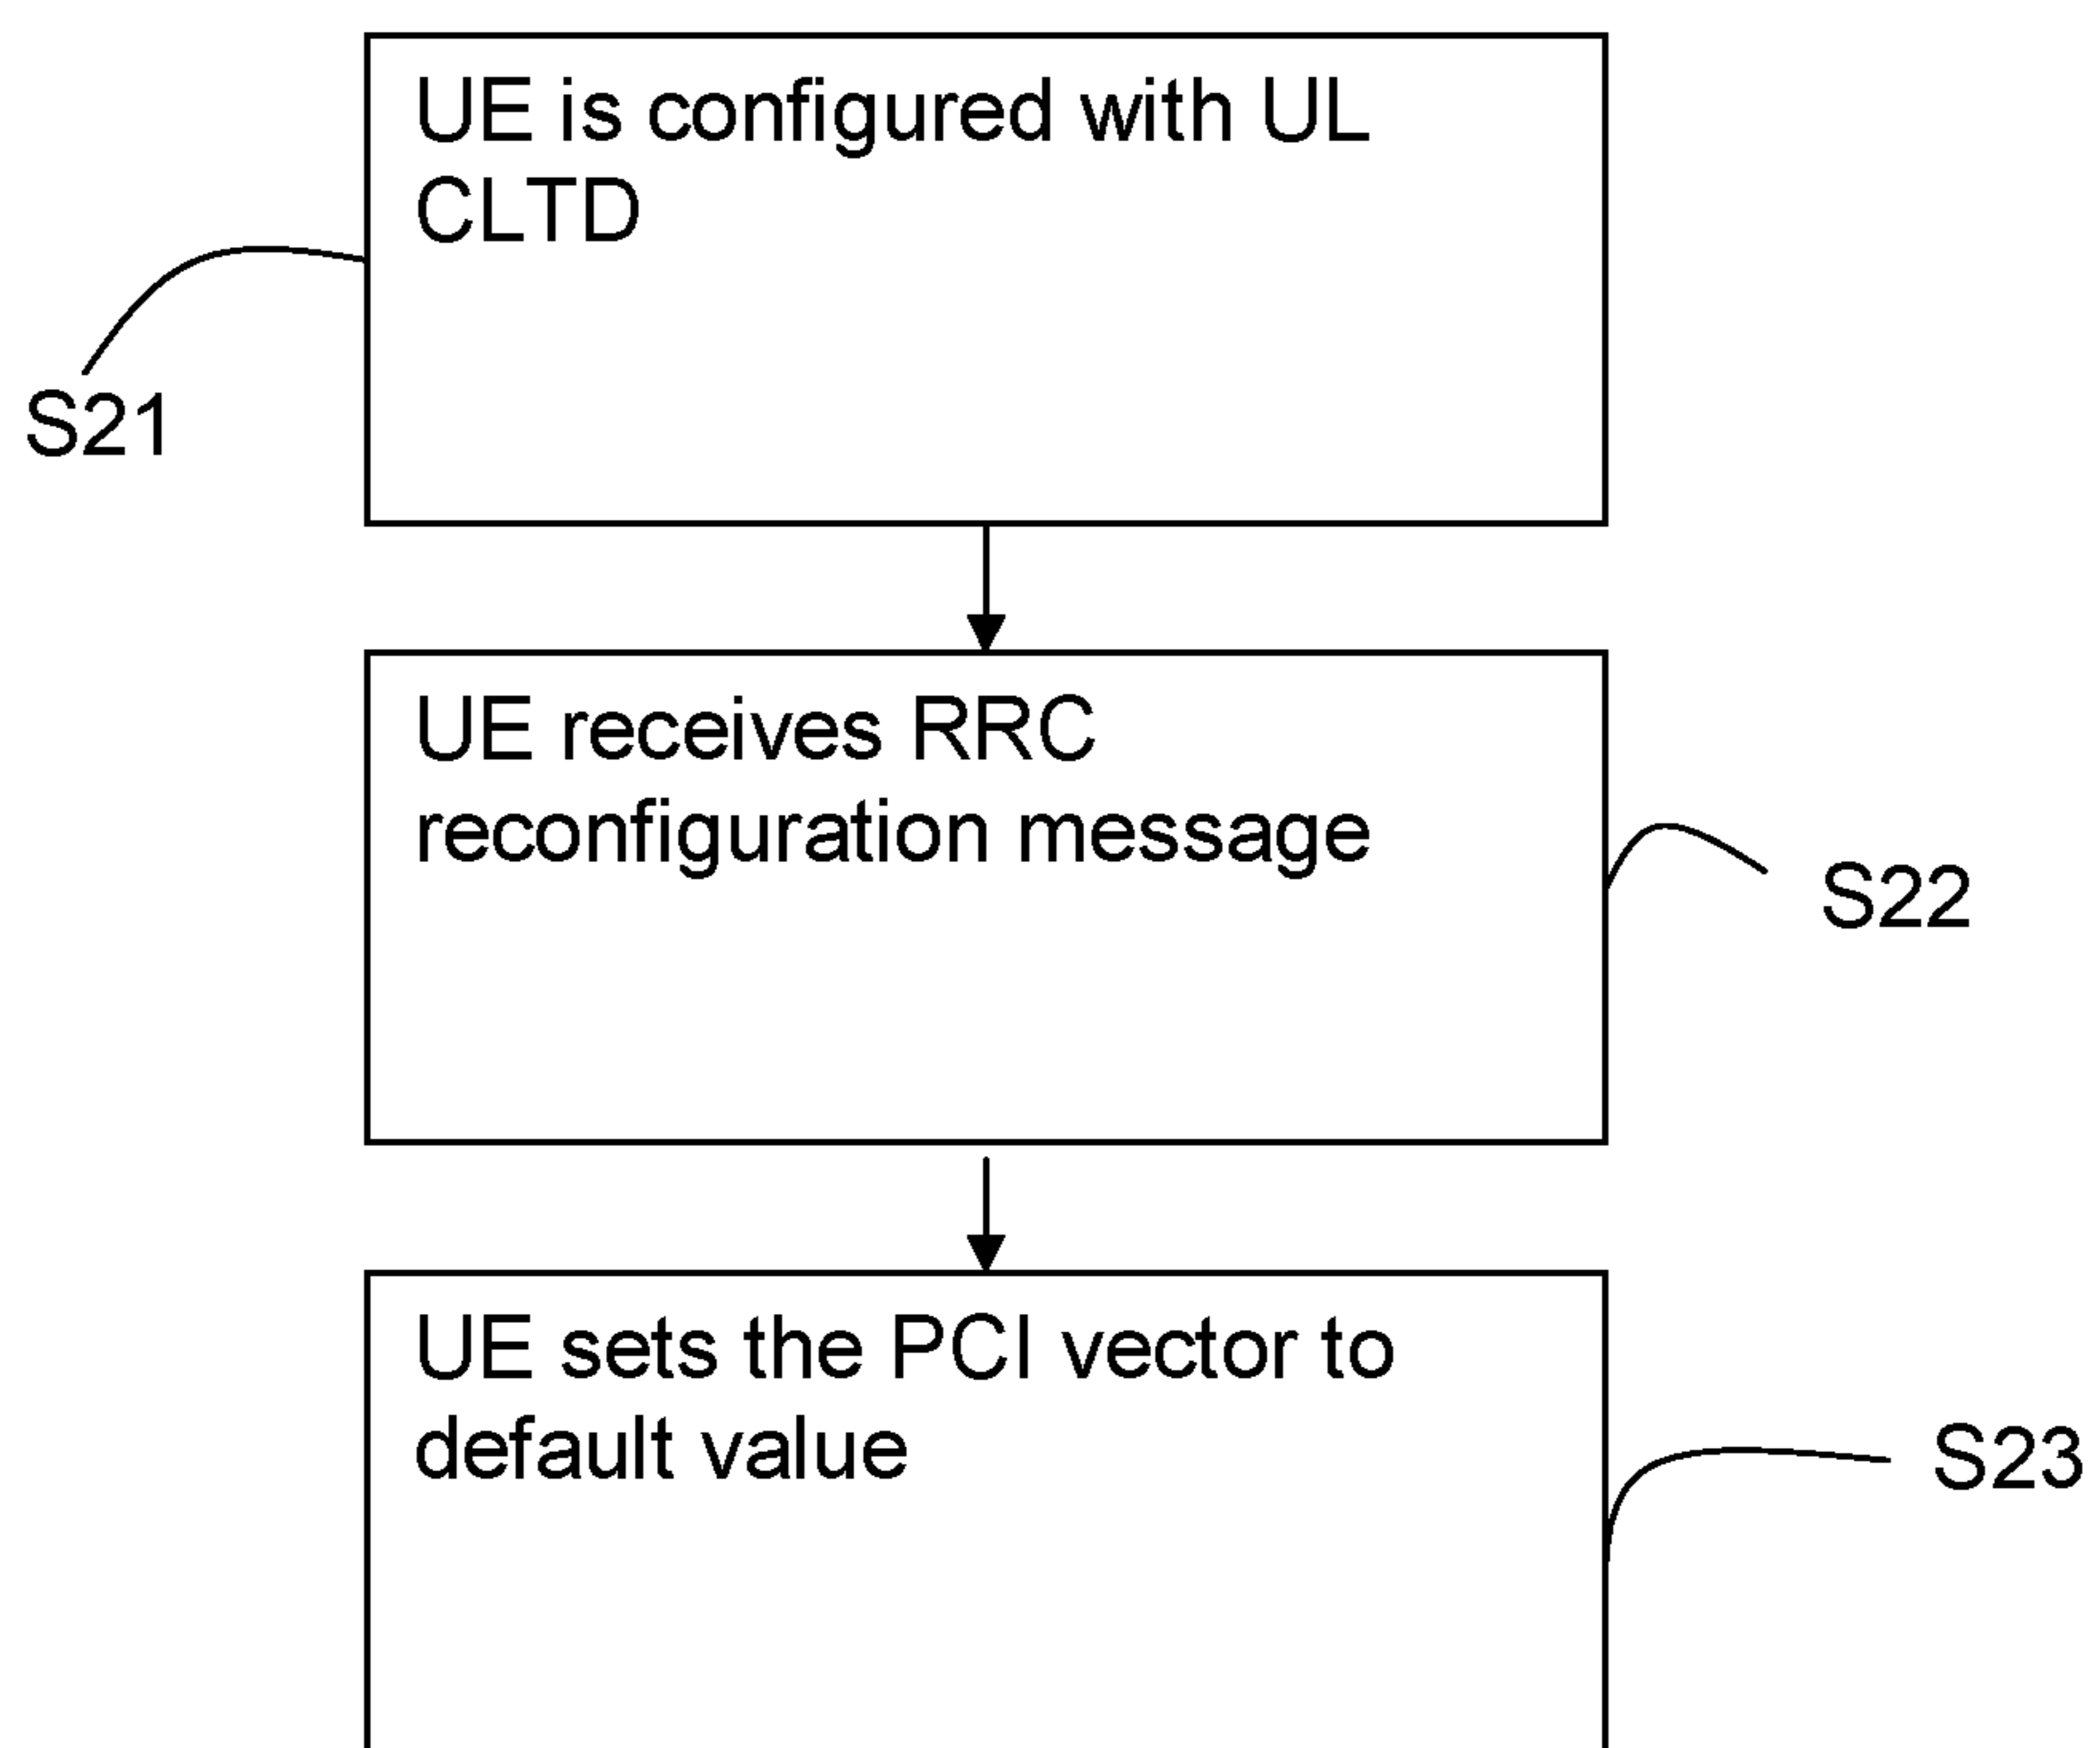 UE is configured with UL
CLTD
S21
UE receives RRC
reconfiguration message
S22
UE sets the PCI vector to
default value
S23